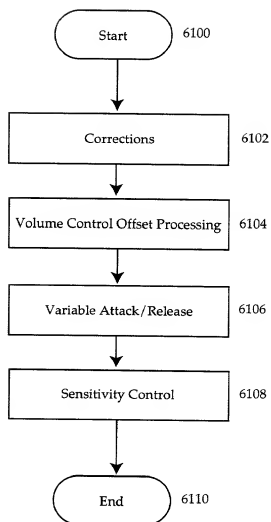 Start 6100
Corrections 6102
Volume Control Offset Processing 6104
Variable Attack/Release 6106
Sensitivity Control 6108
End 6110